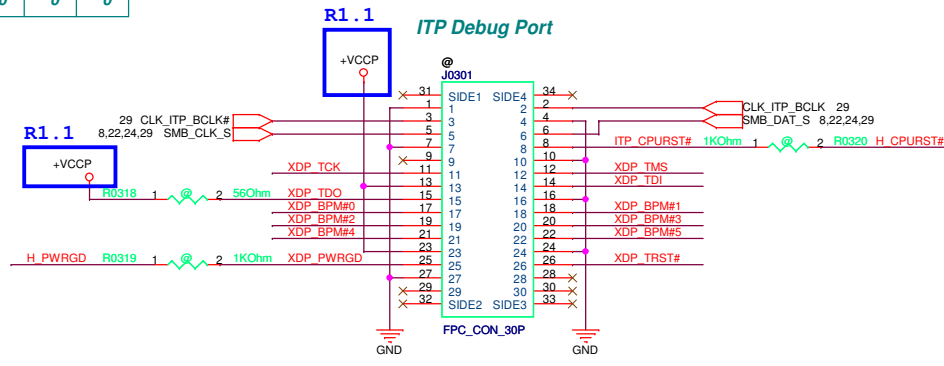 0 0 0
R1.1
ITP Debug Port
+VCCP
@
J0301
31 SIDE1 SIDE4 34
1 1 2 2
29 CLK_ITP_BCLK# 3 3 4 4 CLK_ITP_BCLK 29
8,22,24,29 SMB_CLK_S 5 5 6 6 SMB_DAT_S 8,22,24,29
R1.1
7 7 8 8 ITP_CPURST# 1KOhm 1 @ 2 R0320 H_CPURST#
9 9 10 10
+VCCP
XDP_TCK 11 11 12 12 XDP_TMS
13 13 14 14 XDP_TDI
R0318 1 @ 2 56Ohm XDP_TDO 15 15 16 16
XDP_BPM#0 17 17 18 18 XDP_BPM#1
XDP_BPM#2 19 19 20 20 XDP_BPM#3
XDP_BPM#4 21 21 22 22 XDP_BPM#5
23 23 24 24
H_PWRGD R0319 1 @ 2 1KOhm XDP_PWRGD 25 25 26 26 XDP_TRST#
27 27 28 28
29 29 30 30
32 SIDE2 SIDE3 33
FPC_CON_30P
GND GND